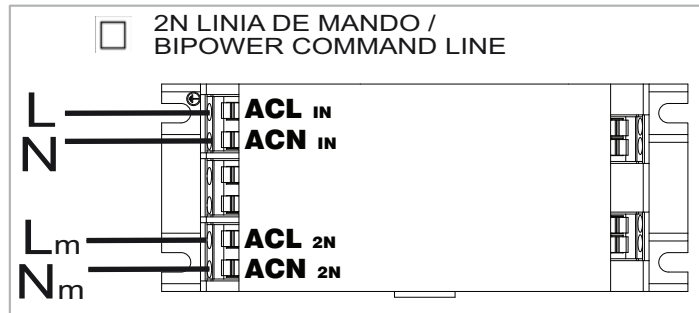 2N LINIA DE MANDO /
BIPOWER COMMAND LINE
L ACL IN
N ACN IN
Lm ACL 2N
Nm ACN 2N